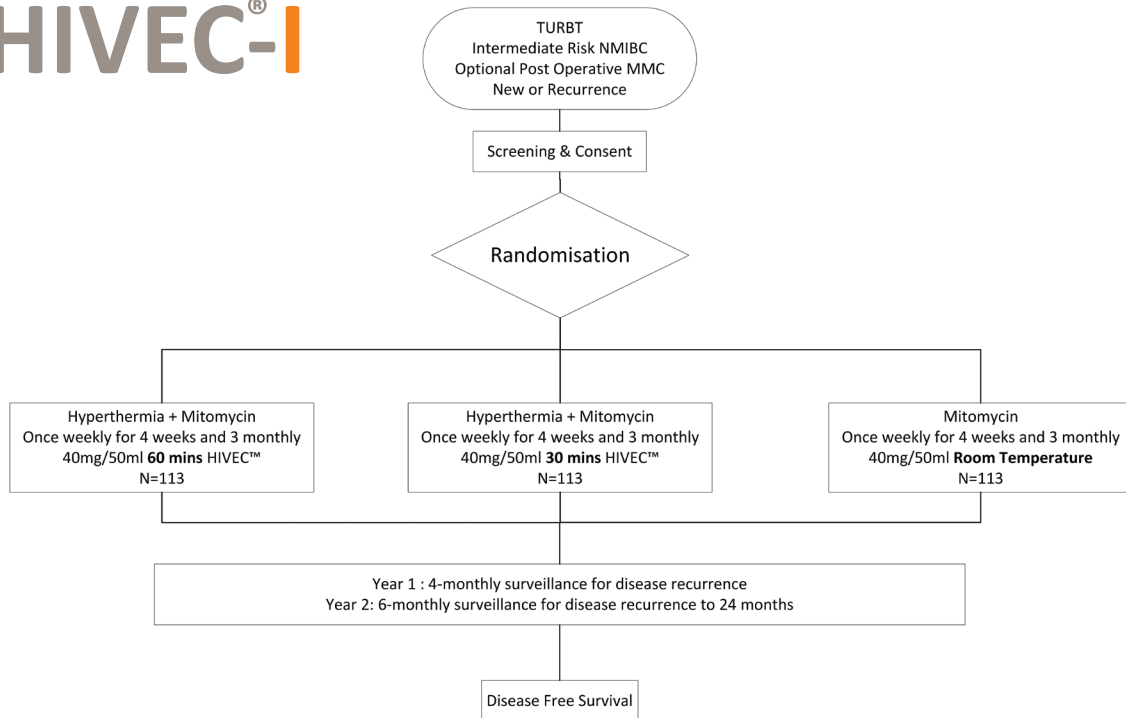 HIVEC®-I
TURBT
Intermediate Risk NMIBC
Optional Post Operative MMC
New or Recurrence
Screening & Consent
Randomisation
Hyperthermia + Mitomycin
Once weekly for 4 weeks and 3 monthly
40mg/50ml 60 mins HIVEC™
N=113
Hyperthermia + Mitomycin
Once weekly for 4 weeks and 3 monthly
40mg/50ml 30 mins HIVEC™
N=113
Mitomycin
Once weekly for 4 weeks and 3 monthly
40mg/50ml Room Temperature
N=113
Year 1 : 4-monthly surveillance for disease recurrence
Year 2: 6-monthly surveillance for disease recurrence to 24 months
Disease Free Survival